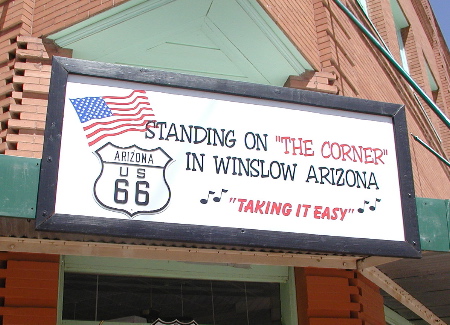 STANDING ON "THE CORNER"
IN WINSLOW ARIZONA
"TAKING IT EASY"
ARIZONA
US
66